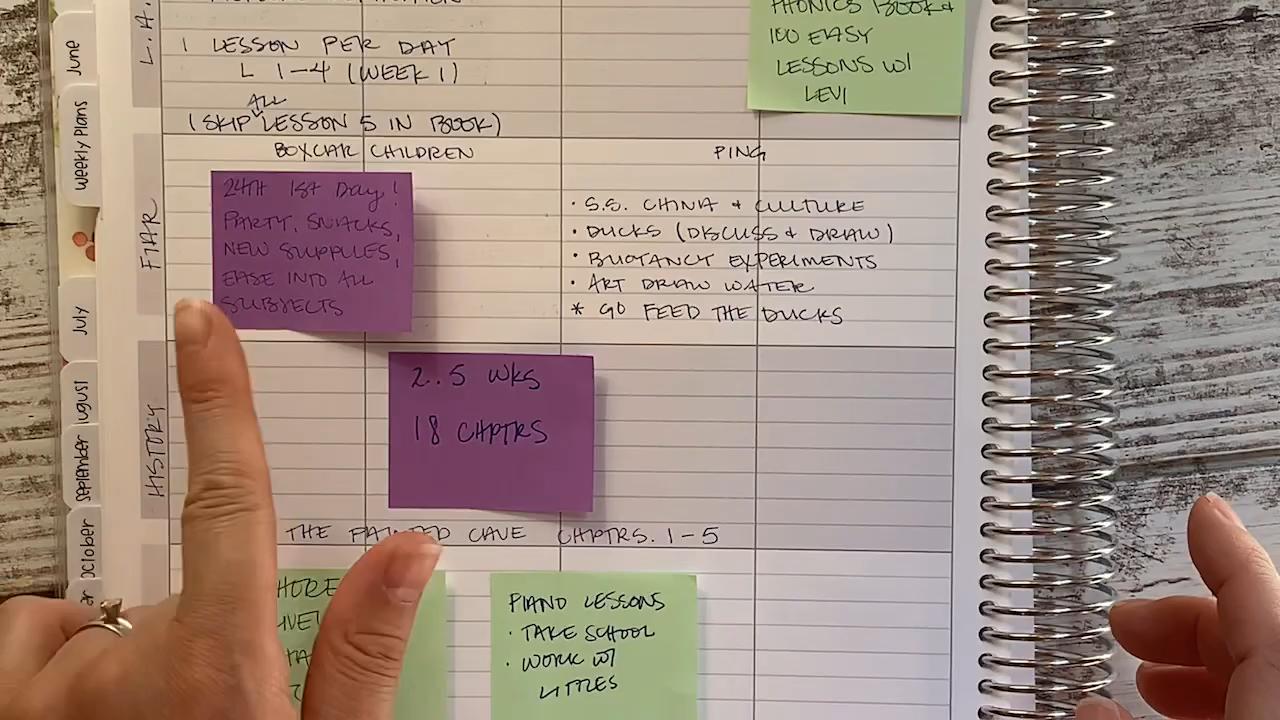 PHONICS BOOK &
100 EASY
LESSONS W/
LEVI
L.A.
1 LESSON PER DAY
L 1-4 (WEEK 1)
ALL
(SKIP LESSON 5 IN BOOK)
BOXCAR CHILDREN
PING
FIAR
24TH 1ST DAY!
PARTY, SNACKS,
NEW SUPPLIES,
EASE INTO ALL
SUBJECTS
• S.S. CHINA & CULTURE
• DUCKS (DISCUSS & DRAW)
• BUOYANCY EXPERIMENTS
• ART DRAW WATER
* GO FEED THE DUCKS
HISTORY
2..5 WKS
18 CHPTRS
THE PAINTED CAVE CHPTRS. 1-5
PIANO LESSONS
• TAKE SCHOOL
• WORK W/
LITTLES
June
Weekly Plans
July
August
September
October